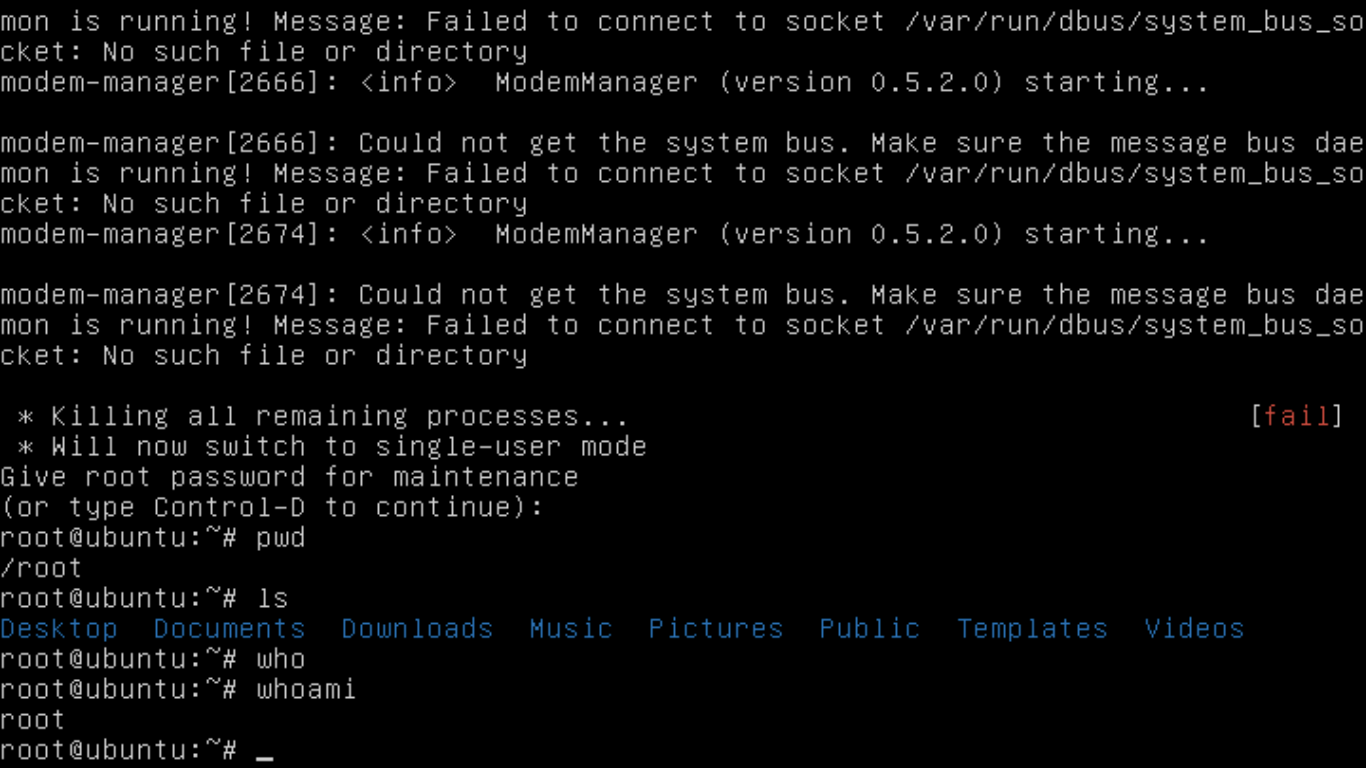 mon is running! Message: Failed to connect to socket /var/run/dbus/system_bus_so
cket: No such file or directory
modem-manager[2666]: <info>  ModemManager (version 0.5.2.0) starting...
modem-manager[2666]: Could not get the system bus. Make sure the message bus dae
mon is running! Message: Failed to connect to socket /var/run/dbus/system_bus_so
cket: No such file or directory
modem-manager[2674]: <info>  ModemManager (version 0.5.2.0) starting...
modem-manager[2674]: Could not get the system bus. Make sure the message bus dae
mon is running! Message: Failed to connect to socket /var/run/dbus/system_bus_so
cket: No such file or directory
 * Killing all remaining processes... [fail]
 * Will now switch to single-user mode
Give root password for maintenance
(or type Control-D to continue):
root@ubuntu:~# pwd
/root
root@ubuntu:~# ls
Desktop  Documents  Downloads  Music  Pictures  Public  Templates  Videos
root@ubuntu:~# who
root@ubuntu:~# whoami
root
root@ubuntu:~# _